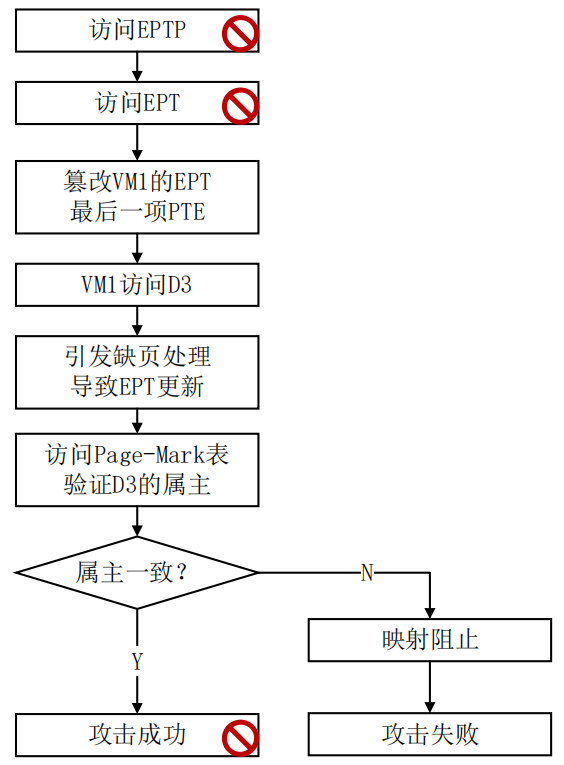 访问EPTP
访问EPT
篡改VM1的EPT
最后一项PTE
VM1访问D3
引发缺页处理
导致EPT更新
访问Page-Mark表
验证D3的属主
属主一致？
N
映射阻止
Y
攻击成功
攻击失败